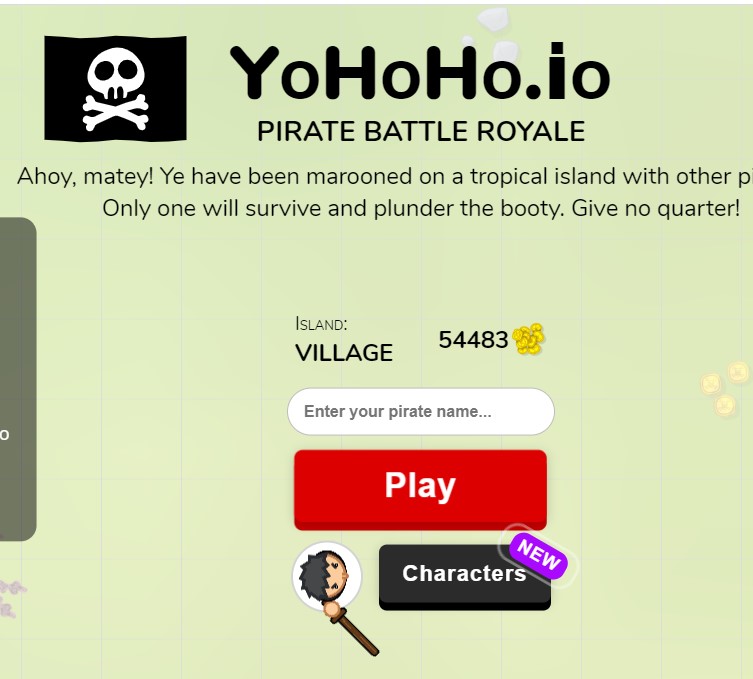 YoHoHo.io
PIRATE BATTLE ROYALE
Ahoy, matey! Ye have been marooned on a tropical island with other
Only one will survive and plunder the booty. Give no quarter!
Island:
VILLAGE
54483
Enter your pirate name...
Play
NEW
Characters